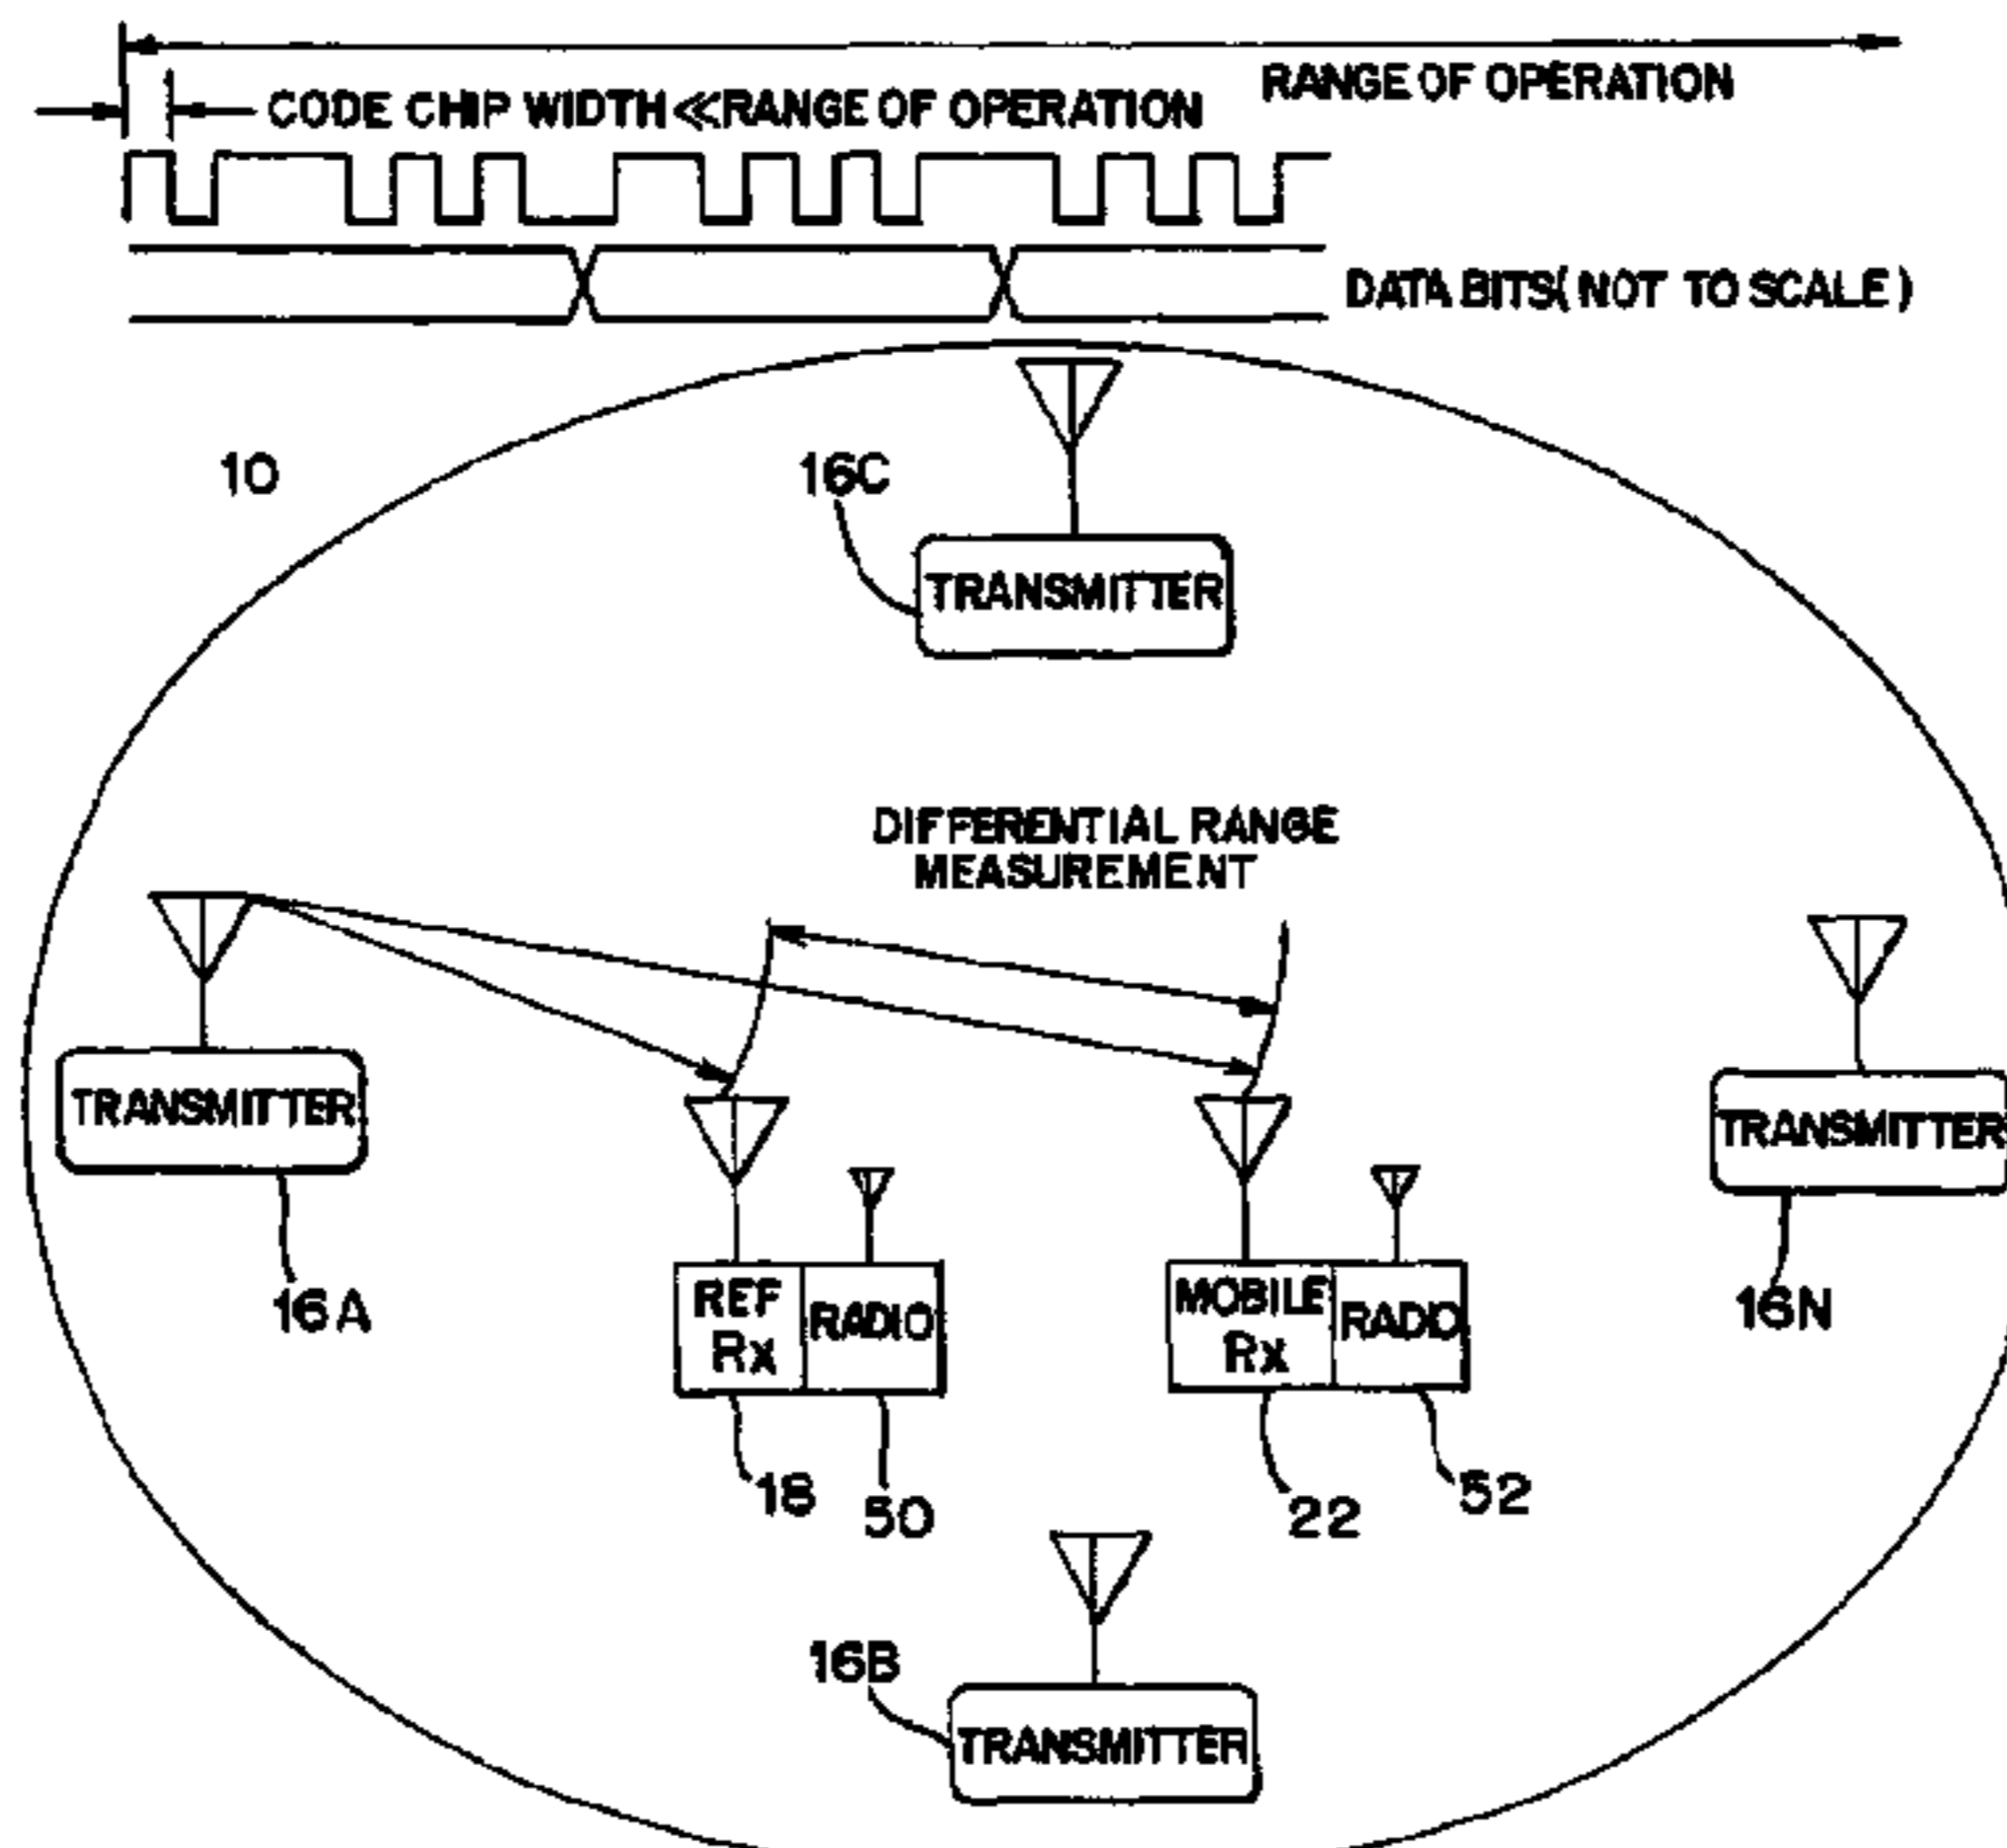 RANGE OF OPERATION
CODE CHIP WIDTH ≪ RANGE OF OPERATION
DATA BITS (NOT TO SCALE)
10
16C
TRANSMITTER
DIFFERENTIAL RANGE
MEASUREMENT
TRANSMITTER
TRANSMITTER
16A
REF
Rx
RADIO
MOBILE
Rx
RADIO
16N
18
50
22
52
16B
TRANSMITTER